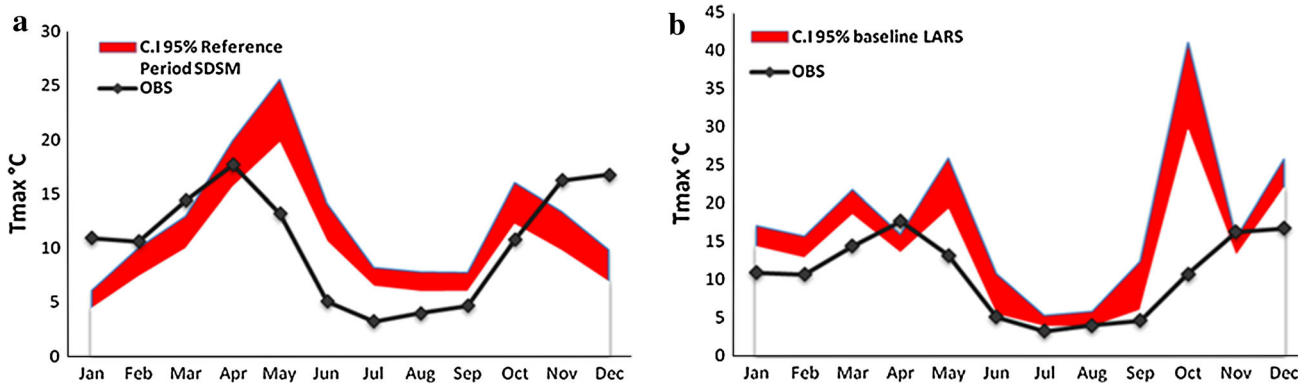 a
30
25
20
15
10
5
0
Tmax °C
C.I 95% Reference
Period SDSM
OBS
Jan Feb Mar Apr May Jun Jul Aug Sep Oct Nov Dec
b
45
40
35
30
25
20
15
10
5
0
Tmax °C
C.I 95% baseline LARS
OBS
Jan Feb Mar Apr May Jun Jul Aug Sep Oct Nov Dec